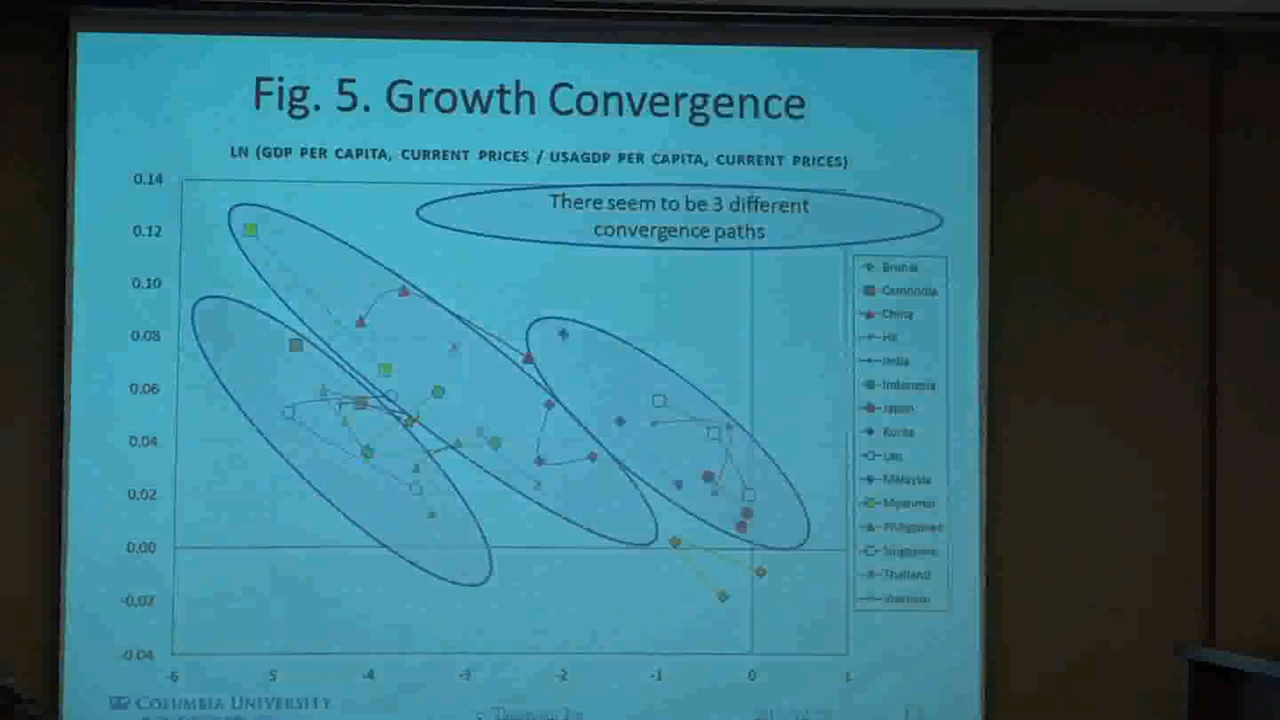 Fig. 5. Growth Convergence
LN (GDP PER CAPITA, CURRENT PRICES / USAGDP PER CAPITA, CURRENT PRICES)
There seem to be 3 different
convergence paths
0.14
0.12
0.10
0.08
0.06
0.04
0.02
0.00
-0.02
-0.04
-6
5
-4
-3
-2
-1
0
1
Brunei
Cambodia
China
HK
India
Indonesia
Japan
Korea
Lao
Malaysia
Myanmar
Philippines
Singapore
Thailand
Vietnam
COLUMBIA UNIVERSITY